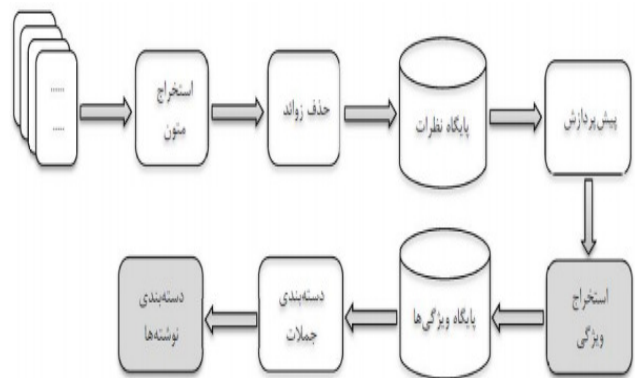 ......
......
استخراج
متون
حذف زوائد
پایگاه نظرات
پیش‌پردازش
استخراج
ویژگی
پایگاه ویژگی‌ها
دسته‌بندی
جملات
دسته‌بندی
نوشته‌ها